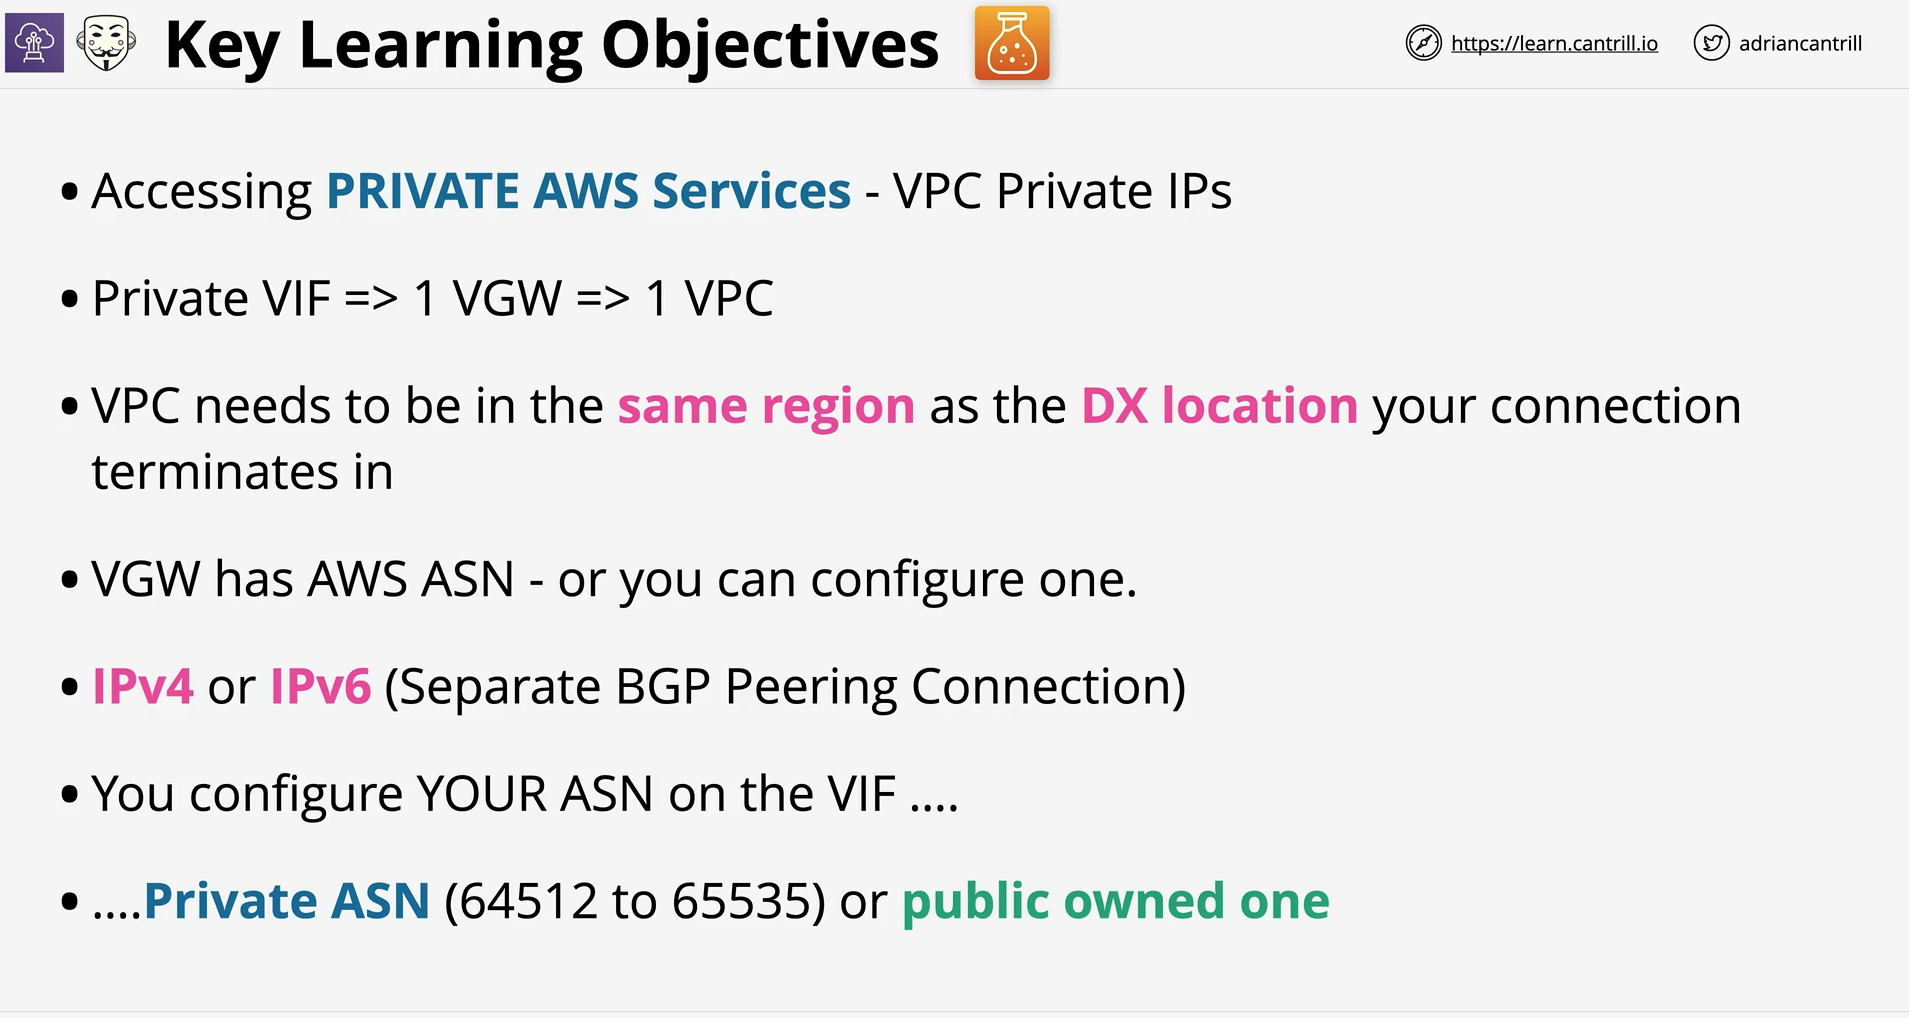 Key Learning Objectives
https://learn.cantrill.io
adriancantrill
• Accessing PRIVATE AWS Services - VPC Private IPs
• Private VIF => 1 VGW => 1 VPC
• VPC needs to be in the same region as the DX location your connection
terminates in
• VGW has AWS ASN - or you can configure one.
• IPv4 or IPv6 (Separate BGP Peering Connection)
• You configure YOUR ASN on the VIF ....
• ....Private ASN (64512 to 65535) or public owned one